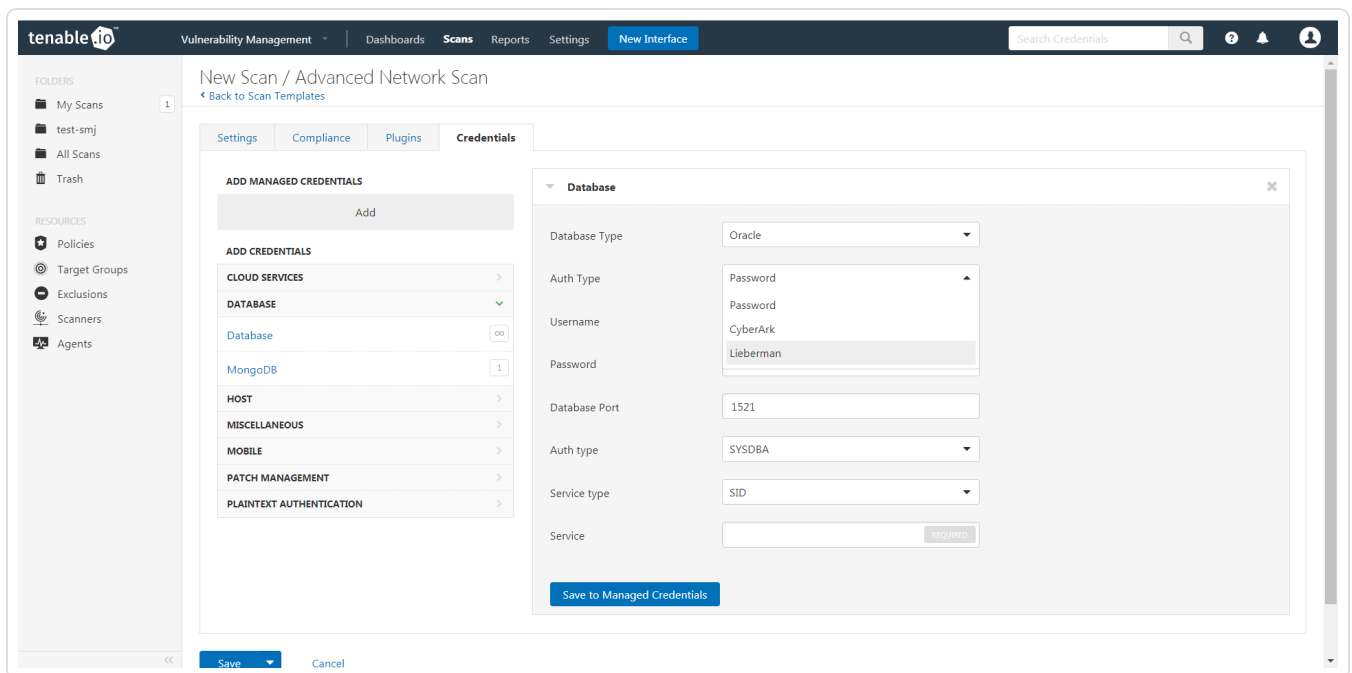 tenable.io™
Vulnerability Management
Dashboards
Scans
Reports
Settings
New Interface
Search Credentials
FOLDERS
My Scans 1
test-smj
All Scans
Trash
RESOURCES
Policies
Target Groups
Exclusions
Scanners
Agents
New Scan / Advanced Network Scan
Back to Scan Templates
Settings
Compliance
Plugins
Credentials
ADD MANAGED CREDENTIALS
Add
ADD CREDENTIALS
CLOUD SERVICES
DATABASE
Database ∞
MongoDB 1
HOST
MISCELLANEOUS
MOBILE
PATCH MANAGEMENT
PLAINTEXT AUTHENTICATION
Database
Database Type Oracle
Auth Type Password
Password
CyberArk
Lieberman
Username
Password
Database Port 1521
Auth type SYSDBA
Service type SID
Service REQUIRED
Save to Managed Credentials
Save
Cancel